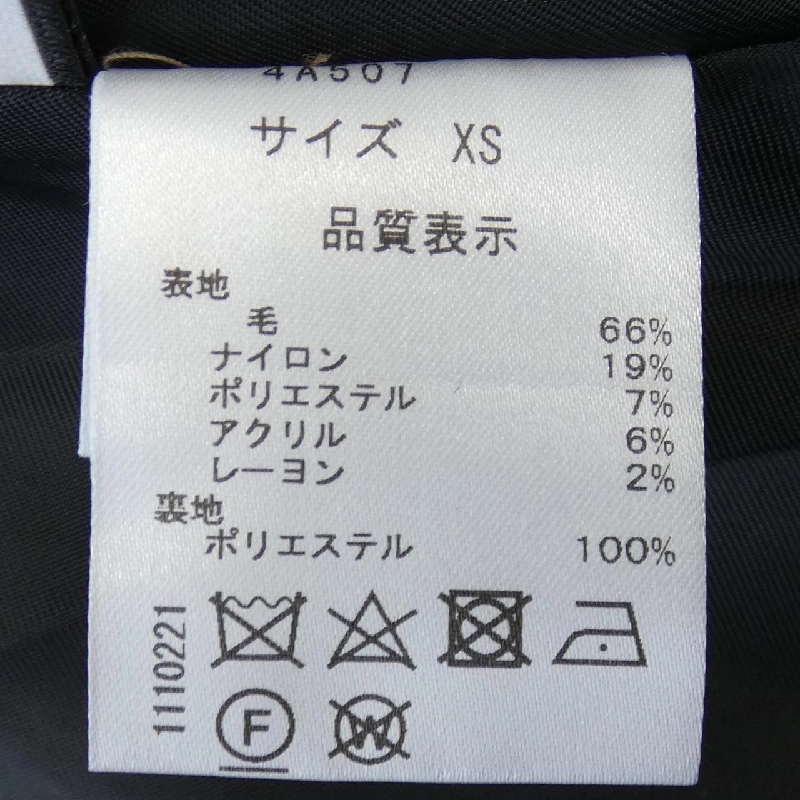 4A507
サイズ XS
品質表示
表地
毛 66%
ナイロン 19%
ポリエステル 7%
アクリル 6%
レーヨン 2%
裏地
ポリエステル 100%
1110221
F W